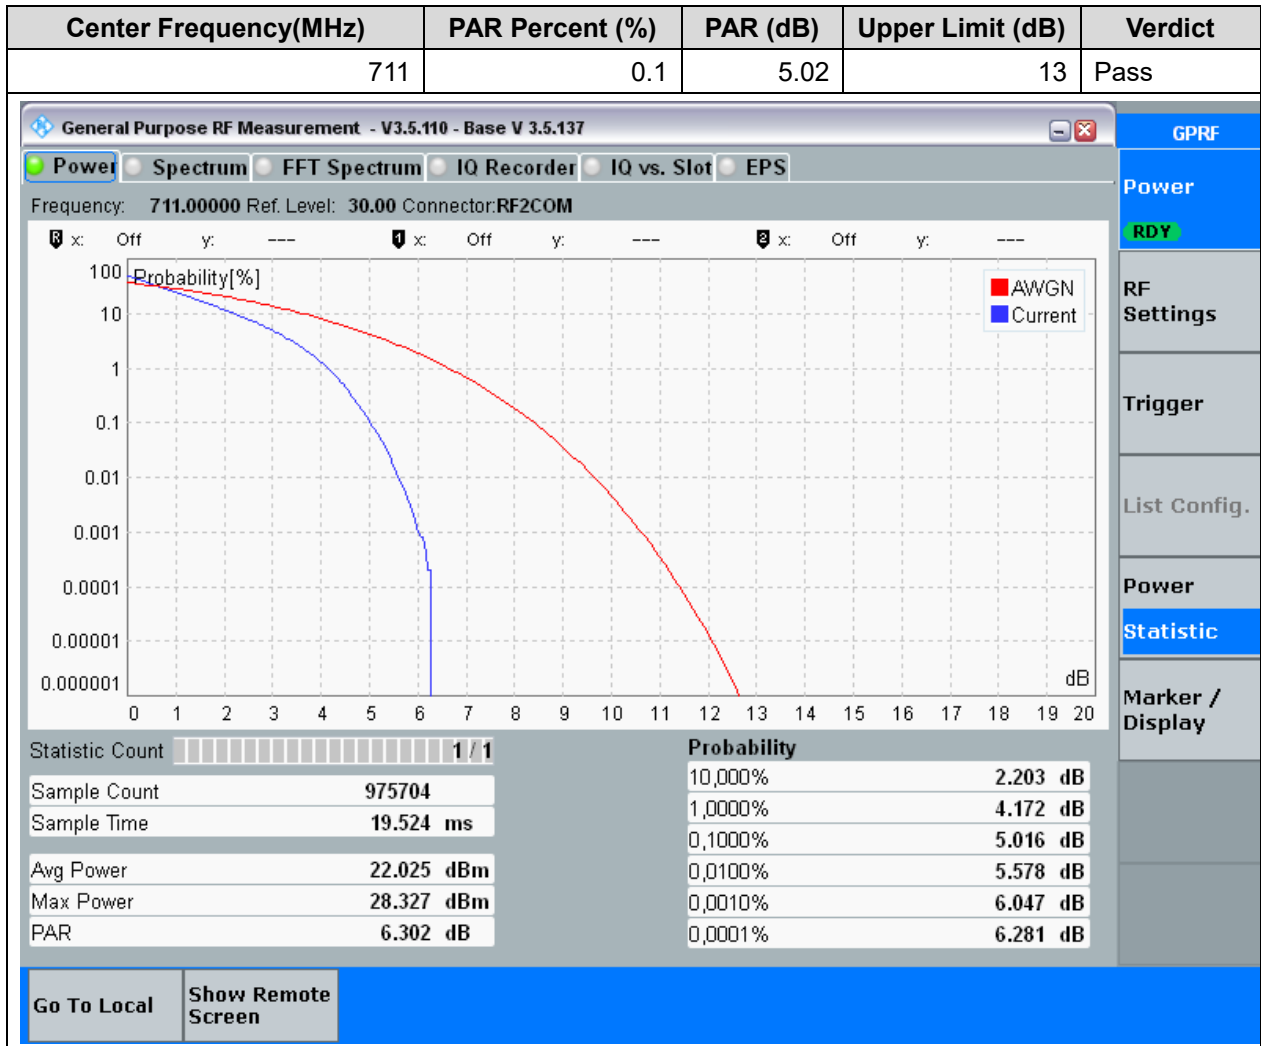 Center Frequency(MHz) PAR Percent (%) PAR (dB) Upper Limit (dB) Verdict
711 0.1 5.02 13 Pass
General Purpose RF Measurement - V3.5.110 - Base V 3.5.137
GPRF
Power Spectrum FFT Spectrum IQ Recorder IQ vs. Slot EPS
Power
RDY
Frequency: 711.00000 Ref. Level: 30.00 Connector:RF2COM
R x: Off y: --- 1 x: Off y: --- 2 x: Off y: ---
Probability[%]
100
10
1
0.1
0.01
0.001
0.0001
0.00001
0.000001
AWGN
Current
dB
0 1 2 3 4 5 6 7 8 9 10 11 12 13 14 15 16 17 18 19 20
RF
Settings
Trigger
List Config.
Power
Statistic
Marker /
Display
Statistic Count 1 / 1
Sample Count 975704
Sample Time 19.524 ms
Avg Power 22.025 dBm
Max Power 28.327 dBm
PAR 6.302 dB
Probability
10,000% 2.203 dB
1,0000% 4.172 dB
0,1000% 5.016 dB
0,0100% 5.578 dB
0,0010% 6.047 dB
0,0001% 6.281 dB
Go To Local
Show Remote
Screen